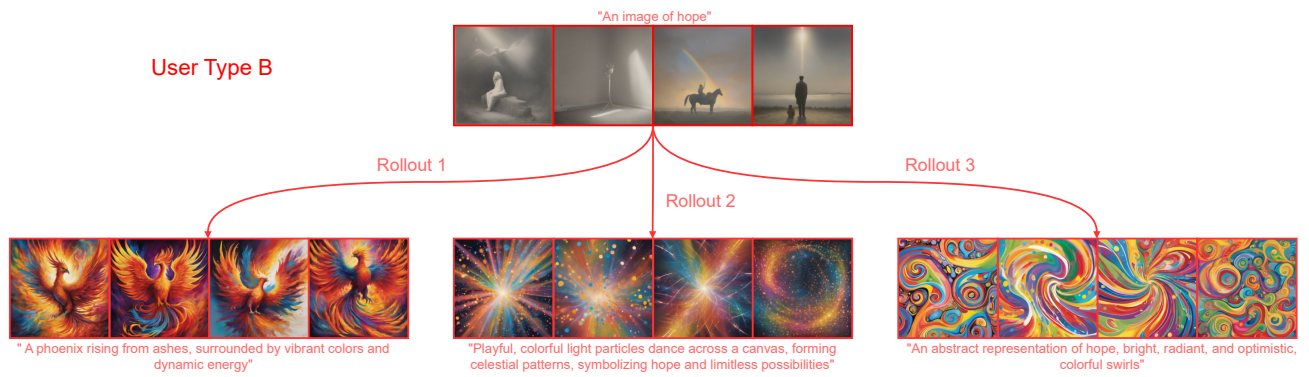 "An image of hope"
User Type B
Rollout 1
Rollout 2
Rollout 3
" A phoenix rising from ashes, surrounded by vibrant colors and
dynamic energy"
"Playful, colorful light particles dance across a canvas, forming
celestial patterns, symbolizing hope and limitless possibilities"
"An abstract representation of hope, bright, radiant, and optimistic,
colorful swirls"